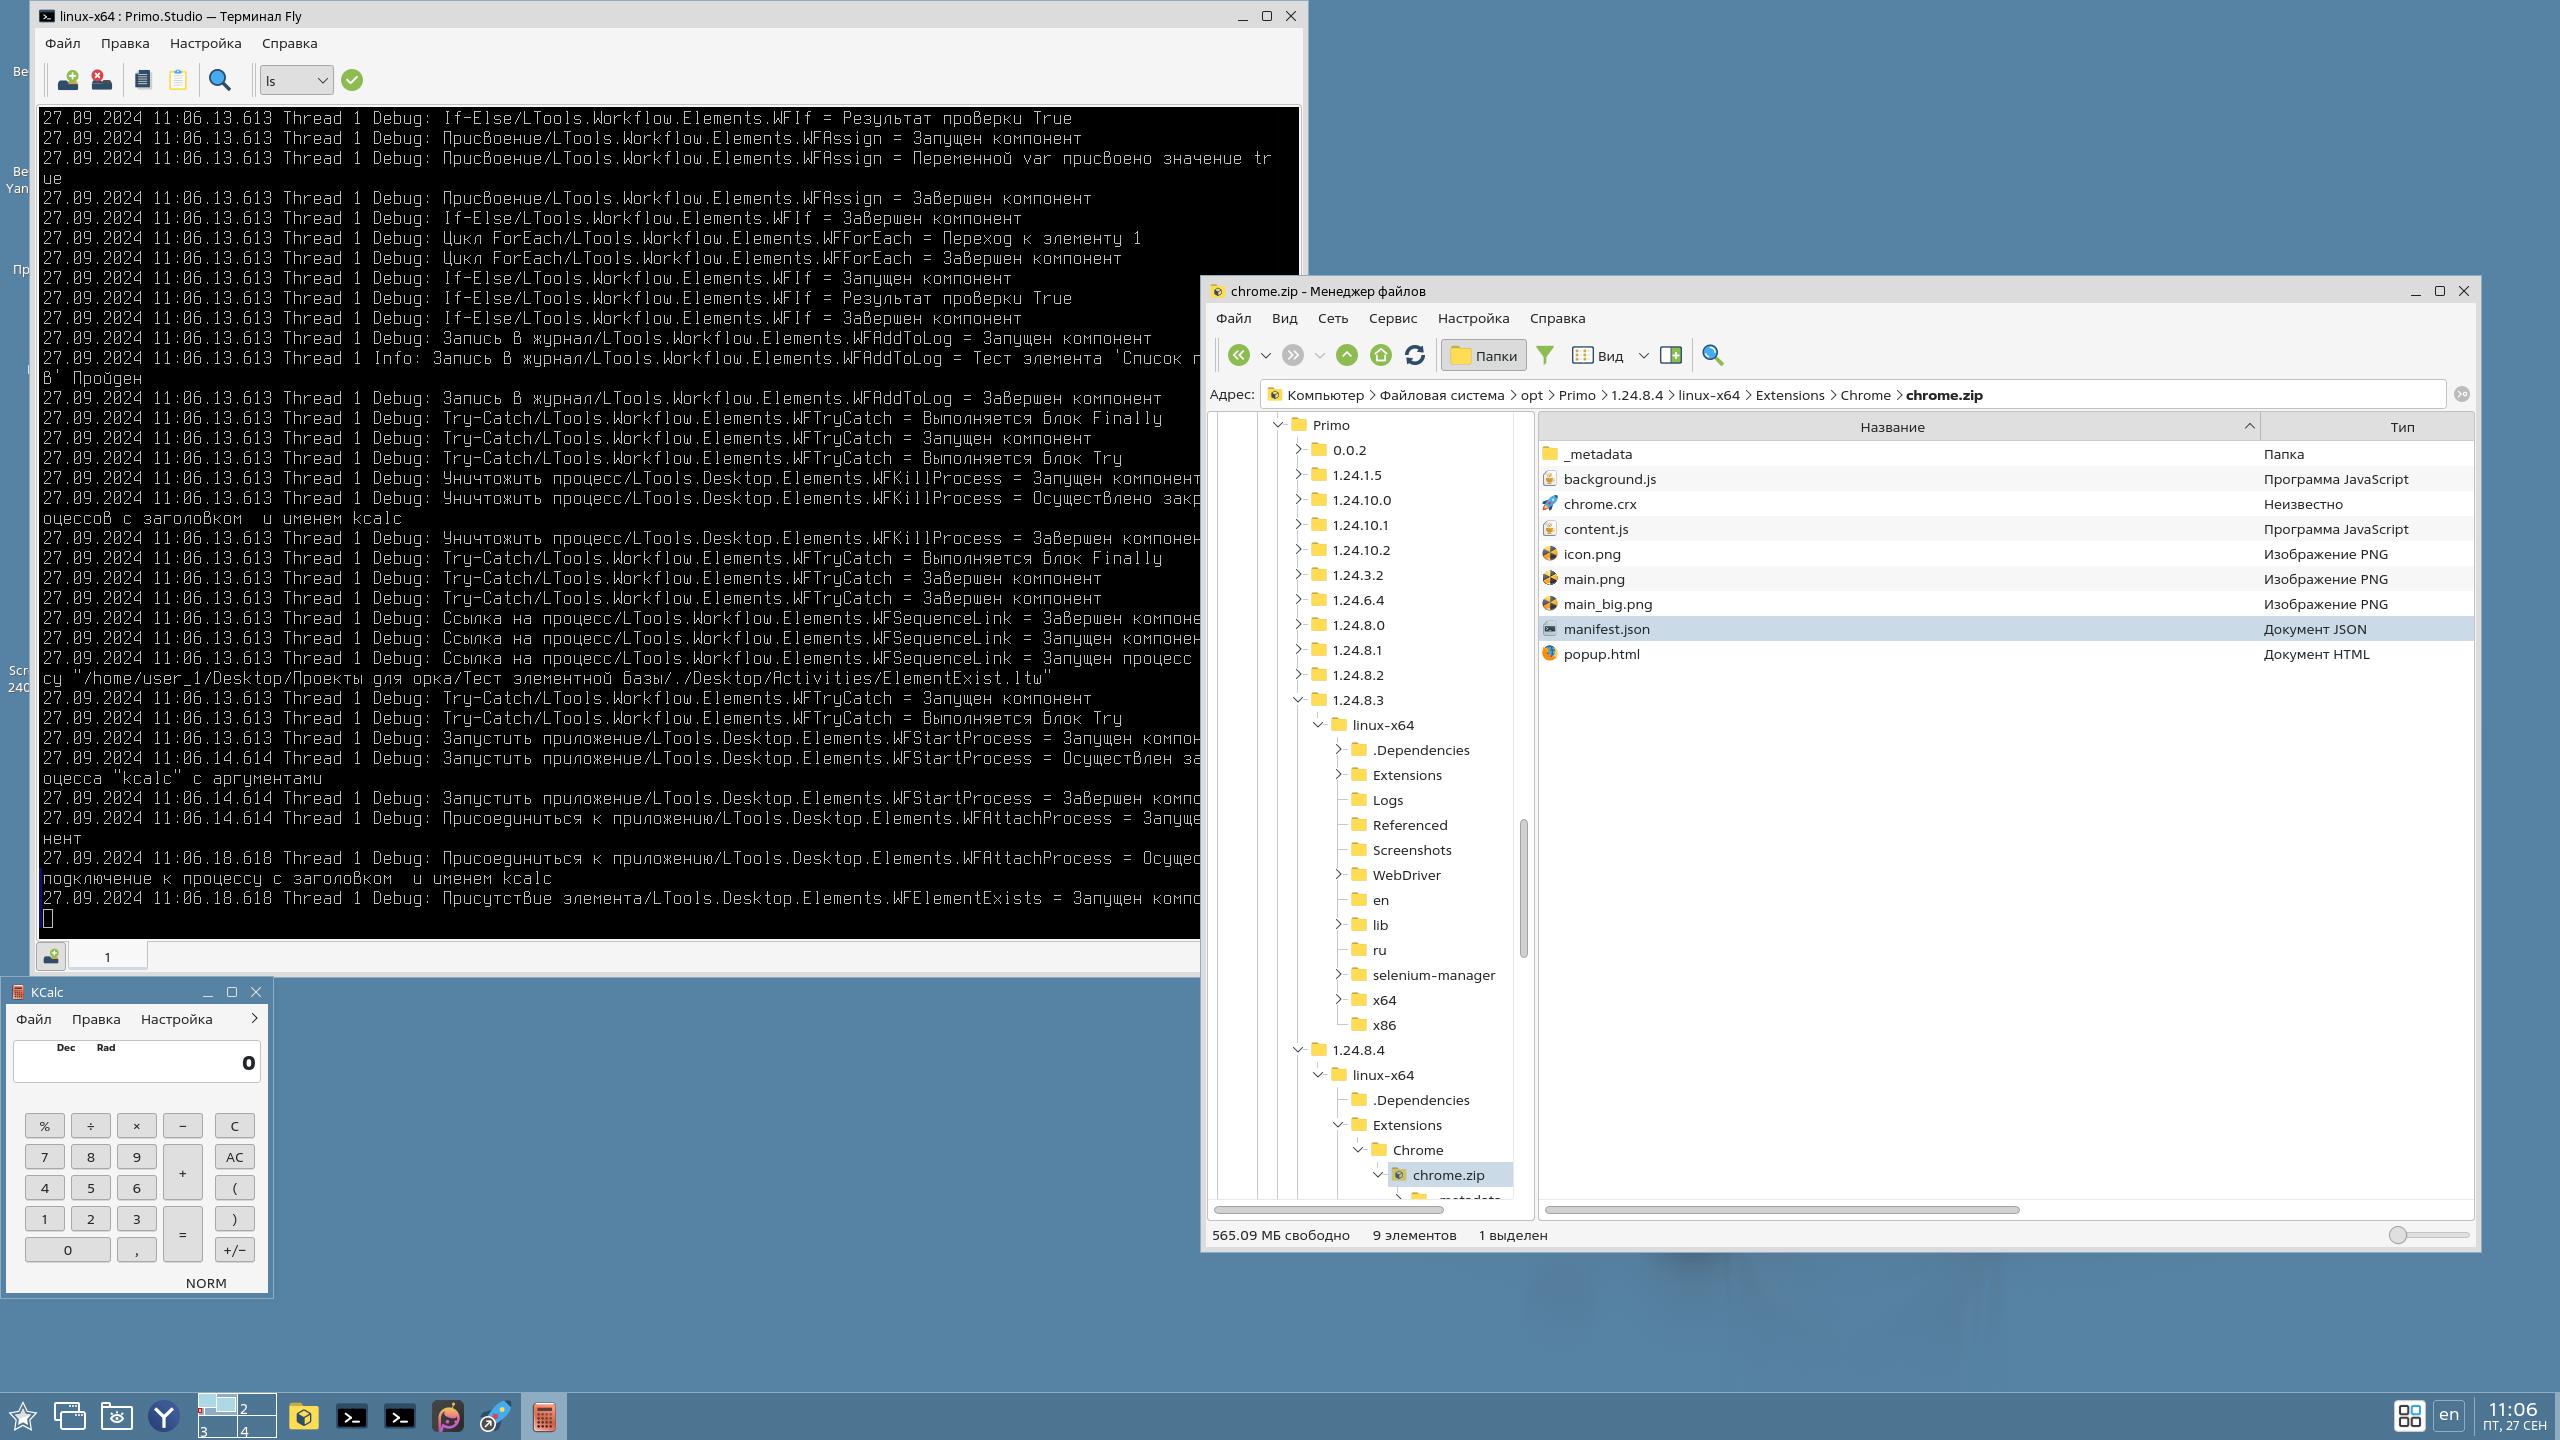 Be
Be
Yan
Пр
Scr
240
linux-x64 : Primo.Studio — Терминал Fly
Файл Правка Настройка Справка
ls
27.09.2024 11:06.13.613 Thread 1 Debug: If-Else/LTools.Workflow.Elements.WFIf = Результат проверки True
27.09.2024 11:06.13.613 Thread 1 Debug: Присвоение/LTools.Workflow.Elements.WFAssign = Запущен компонент
27.09.2024 11:06.13.613 Thread 1 Debug: Присвоение/LTools.Workflow.Elements.WFAssign = Переменной var присвоено значение tr
ue
27.09.2024 11:06.13.613 Thread 1 Debug: Присвоение/LTools.Workflow.Elements.WFAssign = Завершен компонент
27.09.2024 11:06.13.613 Thread 1 Debug: If-Else/LTools.Workflow.Elements.WFIf = Завершен компонент
27.09.2024 11:06.13.613 Thread 1 Debug: Цикл ForEach/LTools.Workflow.Elements.WFForEach = Переход к элементу 1
27.09.2024 11:06.13.613 Thread 1 Debug: Цикл ForEach/LTools.Workflow.Elements.WFForEach = Завершен компонент
27.09.2024 11:06.13.613 Thread 1 Debug: If-Else/LTools.Workflow.Elements.WFIf = Запущен компонент
27.09.2024 11:06.13.613 Thread 1 Debug: If-Else/LTools.Workflow.Elements.WFIf = Результат проверки True
27.09.2024 11:06.13.613 Thread 1 Debug: If-Else/LTools.Workflow.Elements.WFIf = Завершен компонент
27.09.2024 11:06.13.613 Thread 1 Debug: Запись в журнал/LTools.Workflow.Elements.WFAddToLog = Запущен компонент
27.09.2024 11:06.13.613 Thread 1 Info: Запись в журнал/LTools.Workflow.Elements.WFAddToLog = Тест элемента 'Список п
в' Пройден
27.09.2024 11:06.13.613 Thread 1 Debug: Запись в журнал/LTools.Workflow.Elements.WFAddToLog = Завершен компонент
27.09.2024 11:06.13.613 Thread 1 Debug: Try-Catch/LTools.Workflow.Elements.WFTryCatch = Выполняется блок Finally
27.09.2024 11:06.13.613 Thread 1 Debug: Try-Catch/LTools.Workflow.Elements.WFTryCatch = Запущен компонент
27.09.2024 11:06.13.613 Thread 1 Debug: Try-Catch/LTools.Workflow.Elements.WFTryCatch = Выполняется блок Try
27.09.2024 11:06.13.613 Thread 1 Debug: Уничтожить процесс/LTools.Desktop.Elements.WFKillProcess = Запущен компонент
27.09.2024 11:06.13.613 Thread 1 Debug: Уничтожить процесс/LTools.Desktop.Elements.WFKillProcess = Осуществлено закр
оцессов с заголовком  и именем kcalc
27.09.2024 11:06.13.613 Thread 1 Debug: Уничтожить процесс/LTools.Desktop.Elements.WFKillProcess = Завершен компонен
27.09.2024 11:06.13.613 Thread 1 Debug: Try-Catch/LTools.Workflow.Elements.WFTryCatch = Выполняется блок Finally
27.09.2024 11:06.13.613 Thread 1 Debug: Try-Catch/LTools.Workflow.Elements.WFTryCatch = Завершен компонент
27.09.2024 11:06.13.613 Thread 1 Debug: Try-Catch/LTools.Workflow.Elements.WFTryCatch = Завершен компонент
27.09.2024 11:06.13.613 Thread 1 Debug: Ссылка на процесс/LTools.Workflow.Elements.WFSequenceLink = Завершен компоне
27.09.2024 11:06.13.613 Thread 1 Debug: Ссылка на процесс/LTools.Workflow.Elements.WFSequenceLink = Запущен компонен
27.09.2024 11:06.13.613 Thread 1 Debug: Ссылка на процесс/LTools.Workflow.Elements.WFSequenceLink = Запущен процесс
су "/home/user_1/Desktop/Проекты для орка/Тест элементной базы/./Desktop/Activities/ElementExist.ltw"
27.09.2024 11:06.13.613 Thread 1 Debug: Try-Catch/LTools.Workflow.Elements.WFTryCatch = Запущен компонент
27.09.2024 11:06.13.613 Thread 1 Debug: Try-Catch/LTools.Workflow.Elements.WFTryCatch = Выполняется блок Try
27.09.2024 11:06.13.613 Thread 1 Debug: Запустить приложение/LTools.Desktop.Elements.WFStartProcess = Запущен компон
27.09.2024 11:06.14.614 Thread 1 Debug: Запустить приложение/LTools.Desktop.Elements.WFStartProcess = Осуществлен за
оцесса "kcalc" с аргументами
27.09.2024 11:06.14.614 Thread 1 Debug: Запустить приложение/LTools.Desktop.Elements.WFStartProcess = Завершен компо
27.09.2024 11:06.14.614 Thread 1 Debug: Присоединиться к приложению/LTools.Desktop.Elements.WFAttachProcess = Запуще
нент
27.09.2024 11:06.18.618 Thread 1 Debug: Присоединиться к приложению/LTools.Desktop.Elements.WFAttachProcess = Осущес
подключение к процессу с заголовком  и именем kcalc
27.09.2024 11:06.18.618 Thread 1 Debug: Присутствие элемента/LTools.Desktop.Elements.WFElementExists = Запущен компо
1
chrome.zip - Менеджер файлов
Файл Вид Сеть Сервис Настройка Справка
Папки Вид
Адрес: Компьютер > Файловая система > opt > Primo > 1.24.8.4 > linux-x64 > Extensions > Chrome > chrome.zip
Primo
0.0.2
1.24.1.5
1.24.10.0
1.24.10.1
1.24.10.2
1.24.3.2
1.24.6.4
1.24.8.0
1.24.8.1
1.24.8.2
1.24.8.3
linux-x64
.Dependencies
Extensions
Logs
Referenced
Screenshots
WebDriver
en
lib
ru
selenium-manager
x64
x86
1.24.8.4
linux-x64
.Dependencies
Extensions
Chrome
chrome.zip
_metadata
Название Тип
_metadata Папка
background.js Программа JavaScript
chrome.crx Неизвестно
content.js Программа JavaScript
icon.png Изображение PNG
main.png Изображение PNG
main_big.png Изображение PNG
manifest.json Документ JSON
popup.html Документ HTML
565.09 МБ свободно 9 элементов 1 выделен
KCalc
Файл Правка Настройка
Dec Rad
0
% ÷ × − C
7 8 9 + AC
4 5 6 (
1 2 3 = )
0 , +/−
NORM
2
3 4
en
11:06
ПТ, 27 СЕН